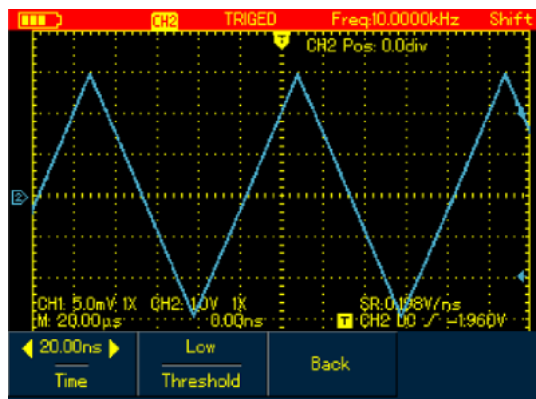 CH2 TRIGED Freq:10.0000kHz Shift
T CH2 Pos: 0.0div
2
CH1: 5.0mV 1X CH2: 1.0V 1X SR:0.198V/ns
M: 20.00μs 0.00ns T CH2 DC -1.960V
20.00ns Low
Time Threshold Back